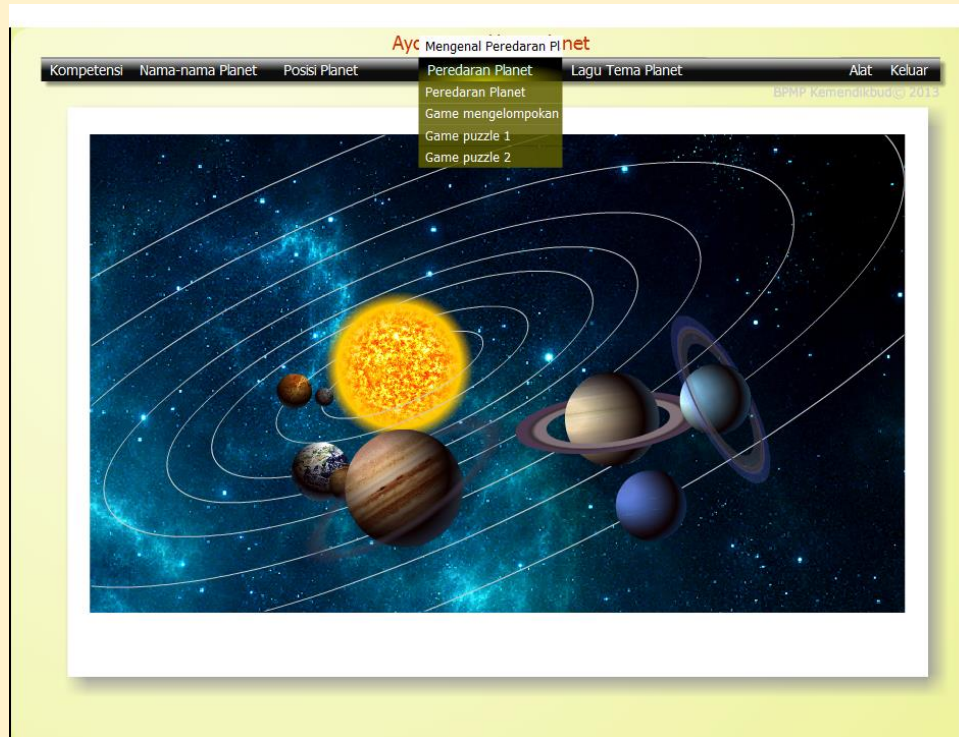 Mengenal Peredaran Pl
Kompetensi Nama-nama Planet Posisi Planet Peredaran Planet Lagu Tema Planet Alat Keluar
BPMP Kemendikbud© 2013
Peredaran Planet
Game mengelompokan
Game puzzle 1
Game puzzle 2